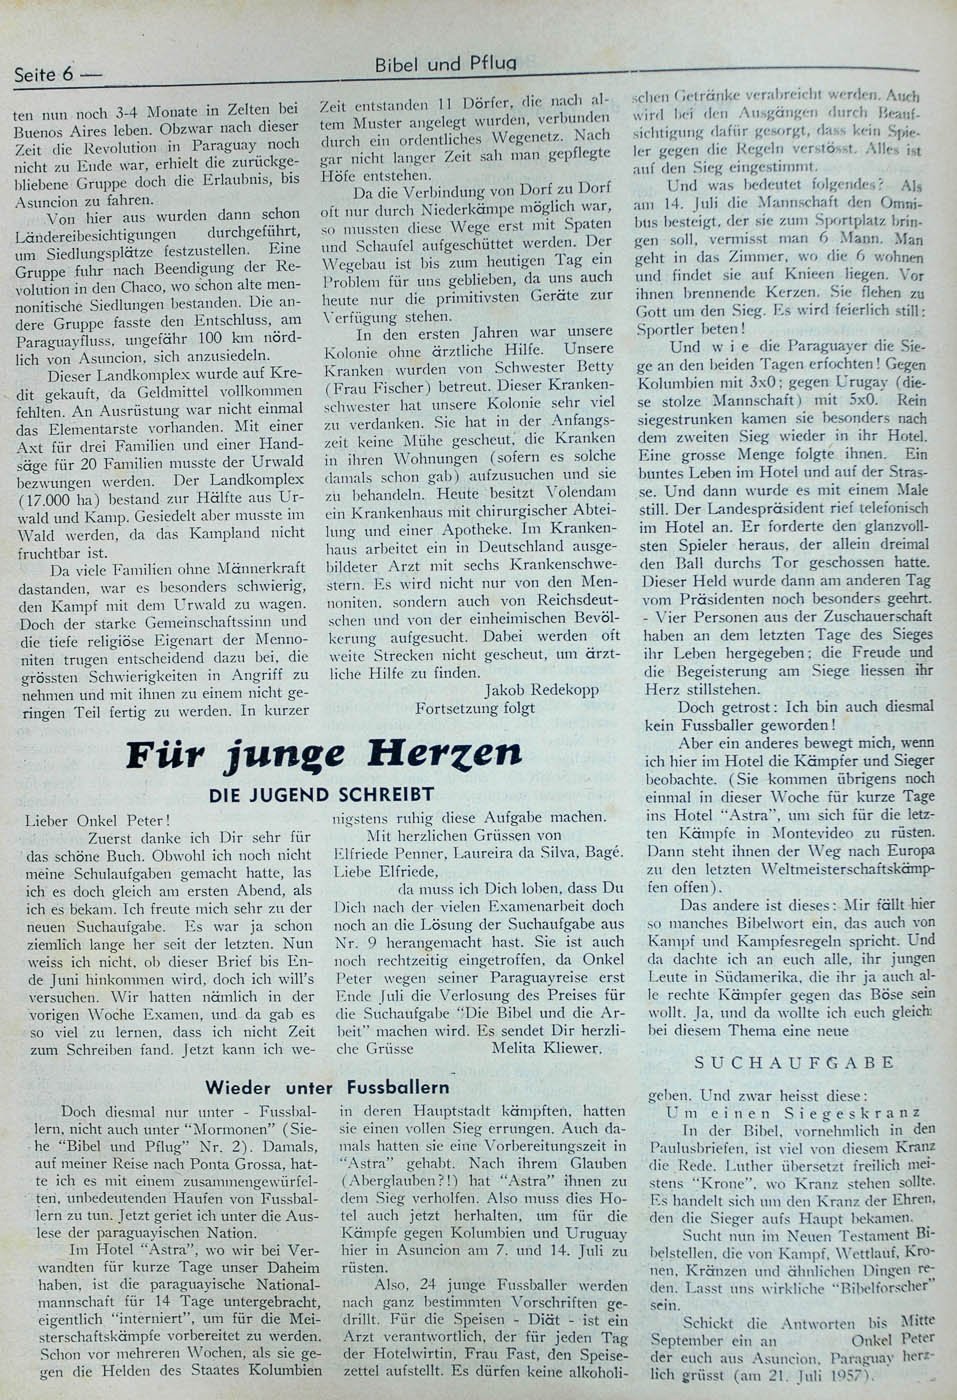 Seite 6 —
Bibel und Pflug
ten nun noch 3-4 Monate in Zelten bei
Buenos Aires leben. Obzwar nach dieser
Zeit die Revolution in Paraguay noch
nicht zu Ende war, erhielt die zurückge-
bliebene Gruppe doch die Erlaubnis, bis
Asuncion zu fahren.
Von hier aus wurden dann schon
Ländereibesichtigungen durchgeführt,
um Siedlungsplätze festzustellen. Eine
Gruppe fuhr nach Beendigung der Re-
volution in den Chaco, wo schon alte men-
nonitische Siedlungen bestanden. Die an-
dere Gruppe fasste den Entschluss, am
Paraguayfluss, ungefähr 100 km nörd-
lich von Asuncion, sich anzusiedeln.
Dieser Landkomplex wurde auf Kre-
dit gekauft, da Geldmittel vollkommen
fehlten. An Ausrüstung war nicht einmal
das Elementarste vorhanden. Mit einer
Axt für drei Familien und einer Hand-
säge für 20 Familien musste der Urwald
bezwungen werden. Der Landkomplex
(17.000 ha) bestand zur Hälfte aus Ur-
wald und Kamp. Gesiedelt aber musste im
Wald werden, da das Kampland nicht
fruchtbar ist.
Da viele Familien ohne Männerkraft
dastanden, war es besonders schwierig,
den Kampf mit dem Urwald zu wagen.
Doch der starke Gemeinschaftssinn und
die tiefe religiöse Eigenart der Menno-
niten trugen entscheidend dazu bei, die
grössten Schwierigkeiten in Angriff zu
nehmen und mit ihnen zu einem nicht ge-
ringen Teil fertig zu werden. In kurzer
Zeit entstanden 11 Dörfer, die nach al-
tem Muster angelegt wurden, verbunden
durch ein ordentliches Wegenetz. Nach
gar nicht langer Zeit sah man gepflegte
Höfe entstehen.
Da die Verbindung von Dorf zu Dorf
oft nur durch Niederkämpe möglich war,
so mussten diese Wege erst mit Spaten
und Schaufel aufgeschüttet werden. Der
Wegebau ist bis zum heutigen Tag ein
Problem für uns geblieben, da uns auch
heute nur die primitivsten Geräte zur
Verfügung stehen.
In den ersten Jahren war unsere
Kolonie ohne ärztliche Hilfe. Unsere
Kranken wurden von Schwester Betty
(Frau Fischer) betreut. Dieser Kranken-
schwester hat unsere Kolonie sehr viel
zu verdanken. Sie hat in der Anfangs-
zeit keine Mühe gescheut, die Kranken
in ihren Wohnungen (sofern es solche
damals schon gab) aufzusuchen und sie
zu behandeln. Heute besitzt Volendam
ein Krankenhaus mit chirurgischer Abtei-
lung und einer Apotheke. Im Kranken-
haus arbeitet ein in Deutschland ausge-
bildeter Arzt mit sechs Krankenschwe-
stern. Es wird nicht nur von den Men-
noniten, sondern auch von Reichsdeut-
schen und von der einheimischen Bevöl-
kerung aufgesucht. Dabei werden oft
weite Strecken nicht gescheut, um ärzt-
liche Hilfe zu finden.
Jakob Redekopp
Fortsetzung folgt
Für junge Herzen
DIE JUGEND SCHREIBT
Lieber Onkel Peter!
Zuerst danke ich Dir sehr für
das schöne Buch. Obwohl ich noch nicht
meine Schulaufgaben gemacht hatte, las
ich es doch gleich am ersten Abend, als
ich es bekam. Ich freute mich sehr zu der
neuen Suchaufgabe. Es war ja schon
ziemlich lange her seit der letzten. Nun
weiss ich nicht, ob dieser Brief bis En-
de Juni hinkommen wird, doch ich will's
versuchen. Wir hatten nämlich in der
vorigen Woche Examen, und da gab es
so viel zu lernen, dass ich nicht Zeit
zum Schreiben fand. Jetzt kann ich we-
nigstens ruhig diese Aufgabe machen.
Mit herzlichen Grüssen von
Elfriede Penner, Laureira da Silva, Bagé.
Liebe Elfriede,
da muss ich Dich loben, dass Du
Dich nach der vielen Examenarbeit doch
noch an die Lösung der Suchaufgabe aus
Nr. 9 herangemacht hast. Sie ist auch
noch rechtzeitig eingetroffen, da Onkel
Peter wegen seiner Paraguayreise erst
Ende Juli die Verlosung des Preises für
die Suchaufgabe "Die Bibel und die Ar-
beit" machen wird. Es sendet Dir herzli-
che Grüsse Melita Kliewer.
Wieder unter Fussballern
Doch diesmal nur unter - Fussbal-
lern, nicht auch unter "Mormonen" (Sie-
he "Bibel und Pflug" Nr. 2). Damals,
auf meiner Reise nach Ponta Grossa, hat-
te ich es mit einem zusammengewürfel-
ten, unbedeutenden Haufen von Fussbal-
lern zu tun. Jetzt geriet ich unter die Aus-
lese der paraguayischen Nation.
Im Hotel "Astra", wo wir bei Ver-
wandten für kurze Tage unser Daheim
haben, ist die paraguayische National-
mannschaft für 14 Tage untergebracht,
eigentlich "interniert", um für die Mei-
sterschaftskämpfe vorbereitet zu werden.
Schon vor mehreren Wochen, als sie ge-
gen die Helden des Staates Kolumbien
in deren Hauptstadt kämpften, hatten
sie einen vollen Sieg errungen. Auch da-
mals hatten sie eine Vorbereitungszeit in
"Astra" gehabt. Nach ihrem Glauben
(Aberglauben?!) hat "Astra" ihnen zu
dem Sieg verholfen. Also muss dies Ho-
tel auch jetzt herhalten, um für die
Kämpfe gegen Kolumbien und Uruguay
hier in Asuncion am 7. und 14. Juli zu
rüsten.
Also, 24 junge Fussballer werden
nach ganz bestimmten Vorschriften ge-
drillt. Für die Speisen - Diät - ist ein
Arzt verantwortlich, der für jeden Tag
der Hotelwirtin, Frau Fast, den Speise-
zettel aufstellt. Es dürfen keine alkoholi-
schen Getränke verabreicht werden. Auch
wird bei den Ausgängen durch Beauf-
sichtigung dafür gesorgt, dass kein Spie-
ler gegen die Regeln verstösst. Alles ist
auf den Sieg eingestimmt.
Und was bedeutet folgendes? Als
am 14. Juli die Mannschaft den Omni-
bus besteigt, der sie zum Sportplatz brin-
gen soll, vermisst man 6 Mann. Man
geht in das Zimmer, wo die 6 wohnen
und findet sie auf Knieen liegen. Vor
ihnen brennende Kerzen. Sie flehen zu
Gott um den Sieg. Es wird feierlich still:
Sportler beten!
Und w i e die Paraguayer die Sie-
ge an den beiden Tagen erfochten! Gegen
Kolumbien mit 3x0; gegen Urugay (die-
se stolze Mannschaft) mit 5x0. Rein
siegestrunken kamen sie besonders nach
dem zweiten Sieg wieder in ihr Hotel.
Eine grosse Menge folgte ihnen. Ein
buntes Leben im Hotel und auf der Stras-
se. Und dann wurde es mit einem Male
still. Der Landespräsident rief telefonisch
im Hotel an. Er forderte den glanzvoll-
sten Spieler heraus, der allein dreimal
den Ball durchs Tor geschossen hatte.
Dieser Held wurde dann am anderen Tag
vom Präsidenten noch besonders geehrt.
- Vier Personen aus der Zuschauerschaft
haben an dem letzten Tage des Sieges
ihr Leben hergegeben; die Freude und
die Begeisterung am Siege liessen ihr
Herz stillstehen.
Doch getrost: Ich bin auch diesmal
kein Fussballer geworden!
Aber ein anderes bewegt mich, wenn
ich hier im Hotel die Kämpfer und Sieger
beobachte. (Sie kommen übrigens noch
einmal in dieser Woche für kurze Tage
ins Hotel "Astra", um sich für die letz-
ten Kämpfe in Montevideo zu rüsten.
Dann steht ihnen der Weg nach Europa
zu den letzten Weltmeisterschaftskämp-
fen offen).
Das andere ist dieses: Mir fällt hier
so manches Bibelwort ein, das auch von
Kampf und Kampfesregeln spricht. Und
da dachte ich an euch alle, ihr jungen
Leute in Südamerika, die ihr ja auch al-
le rechte Kämpfer gegen das Böse sein
wollt. Ja, und da wollte ich euch gleich
bei diesem Thema eine neue
S U C H A U F G A B E
geben. Und zwar heisst diese:
U m e i n e n S i e g e s k r a n z
In der Bibel, vornehmlich in den
Paulusbriefen, ist viel von diesem Kranz
die Rede. Luther übersetzt freilich mei-
stens "Krone", wo Kranz stehen sollte.
Es handelt sich um den Kranz der Ehren,
den die Sieger aufs Haupt bekamen.
Sucht nun im Neuen Testament Bi-
belstellen, die von Kampf, Wettlauf, Kro-
nen, Kränzen und ähnlichen Dingen re-
den. Lasst uns wirkliche "Bibelforscher"
sein.
Schickt die Antworten bis Mitte
September ein an Onkel Peter
der euch aus Asuncion, Paraguay herz-
lich grüsst (am 21. Juli 1957).